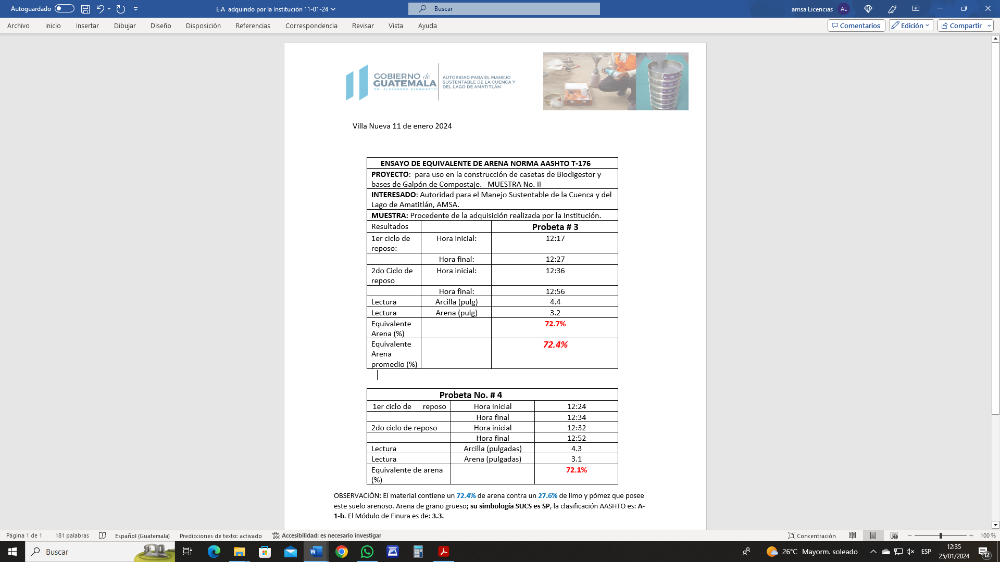 Autoguardado
E.A adquirido por la Institución 11-01-24
Buscar
amsa Licencias
AL
Archivo Inicio Insertar Dibujar Diseño Disposición Referencias Correspondencia Revisar Vista Ayuda
Comentarios Edición Compartir
GOBIERNO de
GUATEMALA
DR. ALEJANDRO GIAMMATTEI
AUTORIDAD PARA EL MANEJO
SUSTENTABLE DE LA CUENCA Y
DEL LAGO DE AMATITLÁN
Villa Nueva 11 de enero 2024
ENSAYO DE EQUIVALENTE DE ARENA NORMA AASHTO T-176
PROYECTO: para uso en la construcción de casetas de Biodigestor y
bases de Galpón de Compostaje. MUESTRA No. II
INTERESADO: Autoridad para el Manejo Sustentable de la Cuenca y del
Lago de Amatitlán, AMSA.
MUESTRA: Procedente de la adquisición realizada por la Institución.
Resultados Probeta # 3
1er ciclo de Hora inicial: 12:17
reposo:
Hora final: 12:27
2do Ciclo de Hora inicial: 12:36
reposo
Hora final: 12:56
Lectura Arcilla (pulg) 4.4
Lectura Arena (pulg) 3.2
Equivalente 72.7%
Arena (%)
Equivalente 72.4%
Arena
promedio (%)
Probeta No. # 4
1er ciclo de reposo Hora inicial 12:24
Hora final 12:34
2do ciclo de reposo Hora inicial 12:32
Hora final 12:52
Lectura Arcilla (pulgadas) 4.3
Lectura Arena (pulgadas) 3.1
Equivalente de arena 72.1%
(%)
OBSERVACIÓN: El material contiene un 72.4% de arena contra un 27.6% de limo y pómez que posee
este suelo arenoso. Arena de grano grueso; su simbología SUCS es SP, la clasificación AASHTO es: A-
1-b. El Módulo de Finura es de: 3.3.
Página 1 de 1 181 palabras Español (Guatemala) Predicciones de texto: activado Accesibilidad: es necesario investigar
Concentración 100 %
Buscar
26°C Mayorm. soleado
ESP
12:35
25/01/2024
12